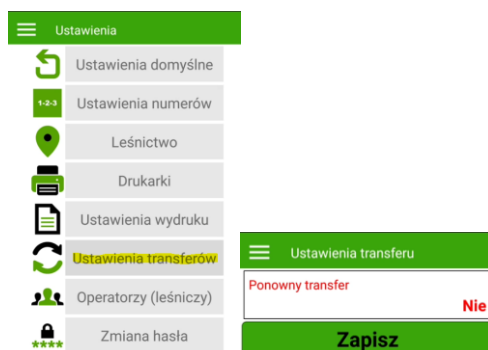 Ustawienia
Ustawienia domyślne
1-2-3
Ustawienia numerów
Leśnictwo
Drukarki
Ustawienia wydruku
Ustawienia transferów
Operatorzy (leśniczy)
****
Zmiana hasła
Ustawienia transferu
Ponowny transfer
Nie
Zapisz